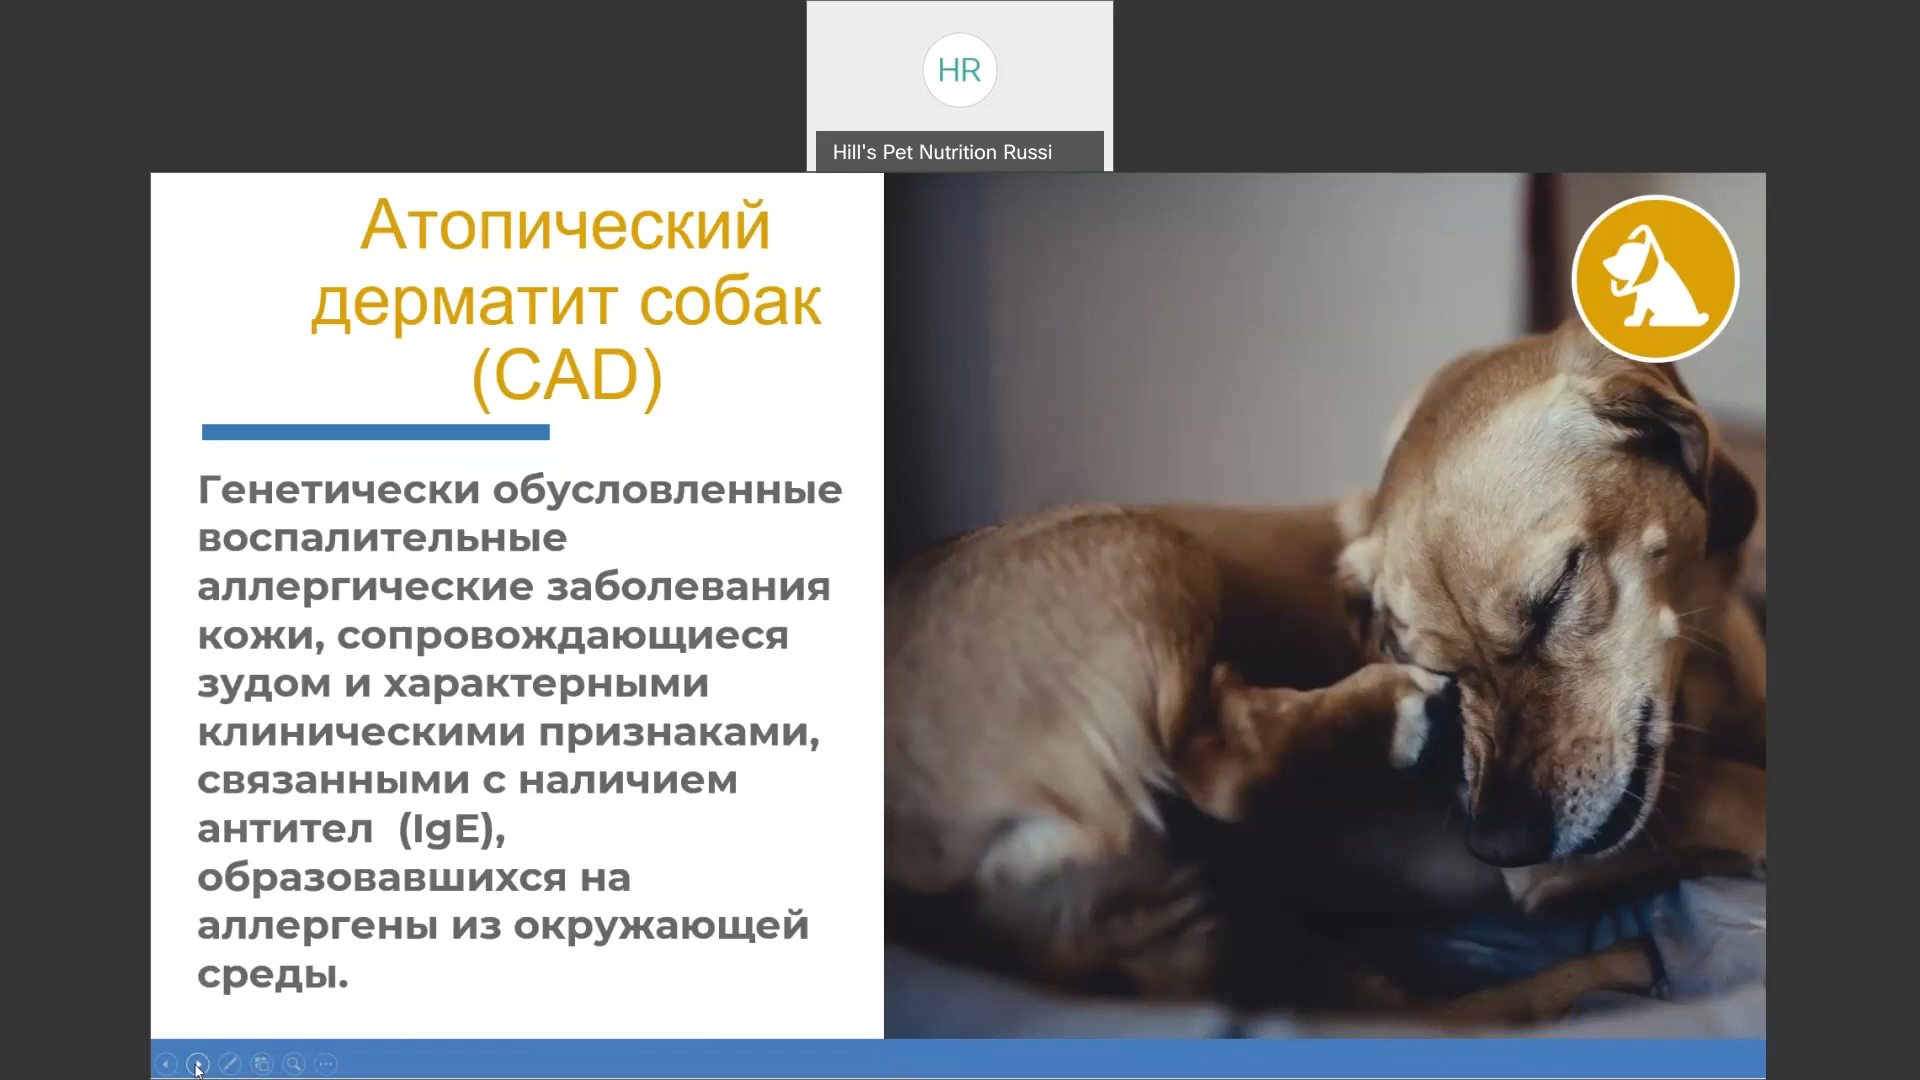 HR
Hill's Pet Nutrition Russi
Атопический
дерматит собак
(CAD)
Генетически обусловленные
воспалительные
аллергические заболевания
кожи, сопровождающиеся
зудом и характерными
клиническими признаками,
связанными с наличием
антител (IgE),
образовавшихся на
аллергены из окружающей
среды.